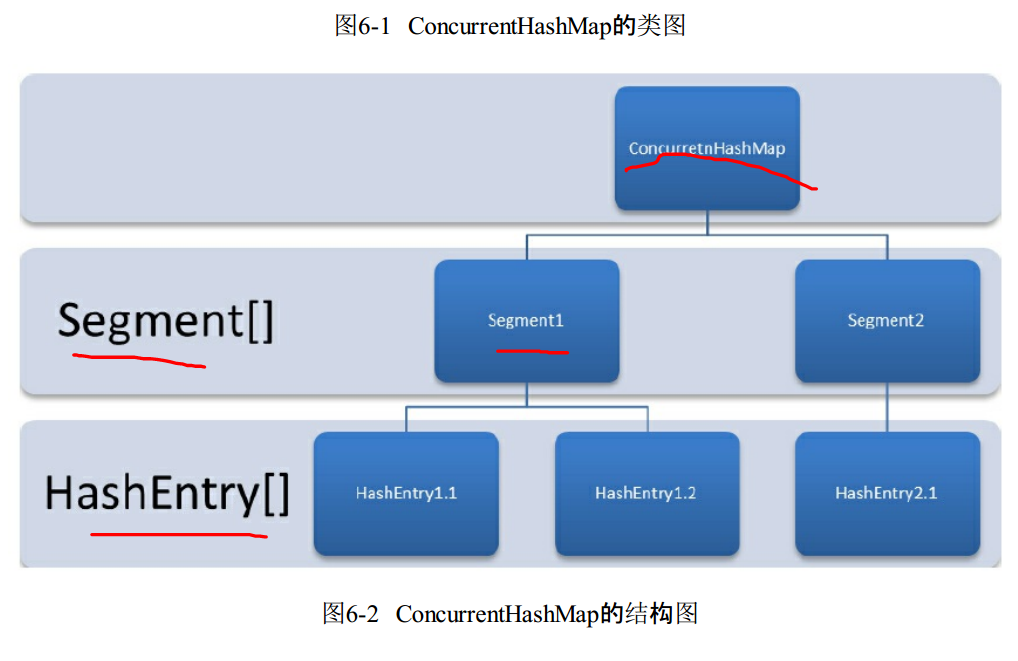 图6-1 ConcurrentHashMap的类图
ConcurretnHashMap
Segment[]
Segment1
Segment2
HashEntry[]
HashEntry1.1
HashEntry1.2
HashEntry2.1
图6-2 ConcurrentHashMap的结构图